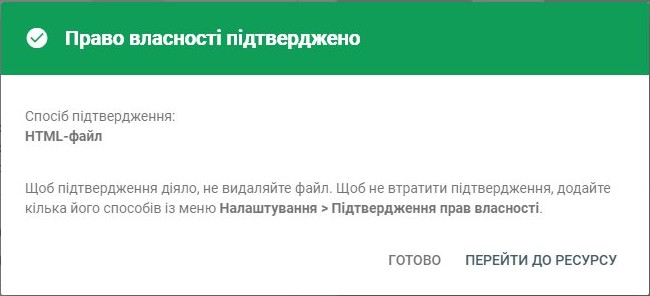 Право власності підтверджено
Спосіб підтвердження:
HTML-файл
Щоб підтвердження діяло, не видаляйте файл. Щоб не втратити підтвердження, додайте
кілька його способів із меню Налаштування > Підтвердження прав власності.
ГОТОВО ПЕРЕЙТИ ДО РЕСУРСУ